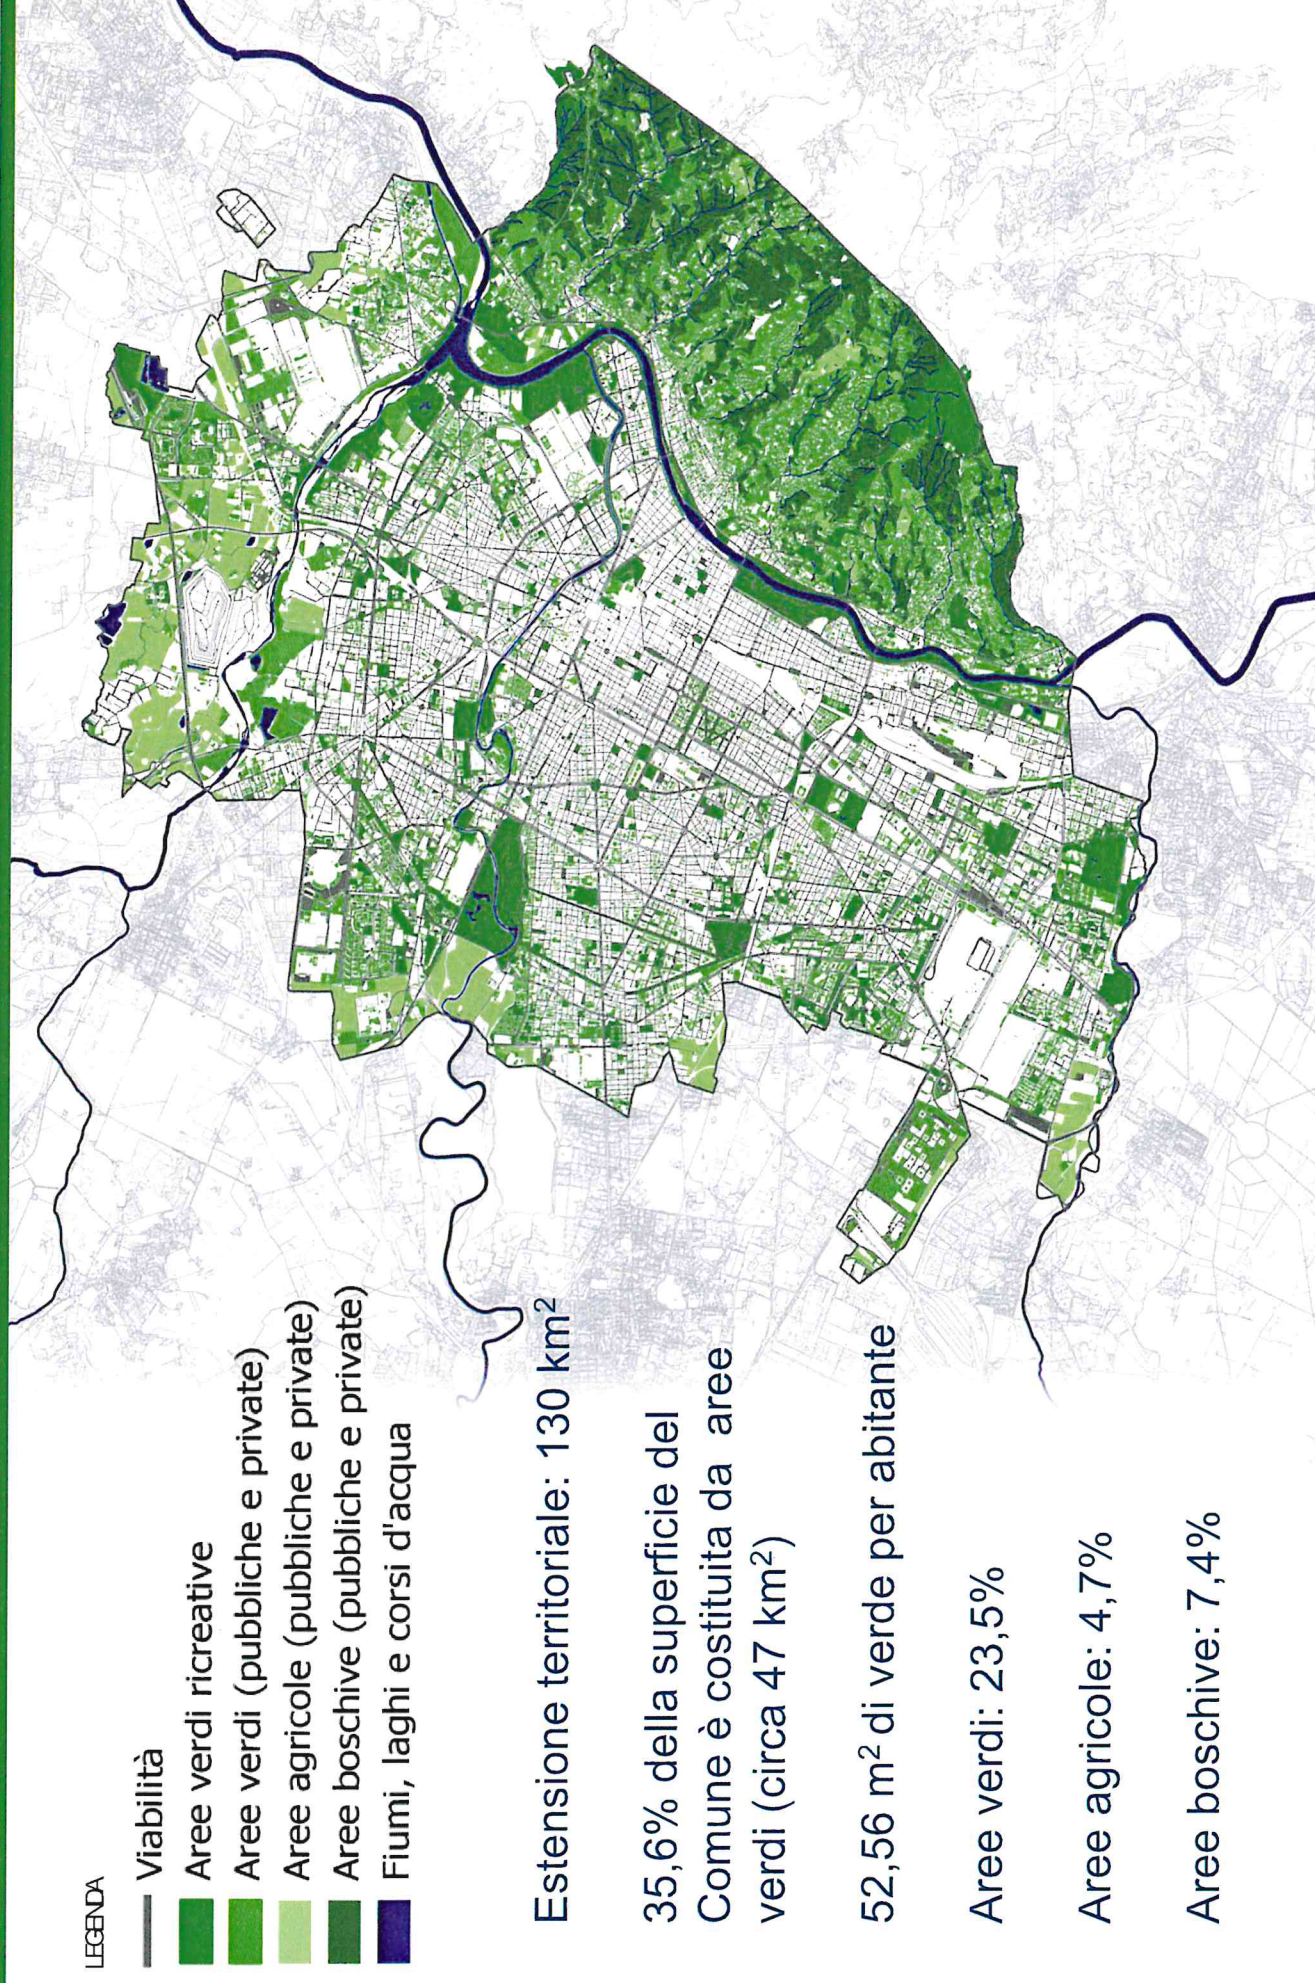 LEGENDA
Viabilità
Aree verdi ricreative
Aree verdi (pubbliche e private)
Aree agricole (pubbliche e private)
Aree boschive (pubbliche e private)
Fiumi, laghi e corsi d'acqua
Estensione territoriale: 130 km²
35,6% della superficie del
Comune è costituita da aree
verdi (circa 47 km²)
52,56 m² di verde per abitante
Aree verdi: 23,5%
Aree agricole: 4,7%
Aree boschive: 7,4%